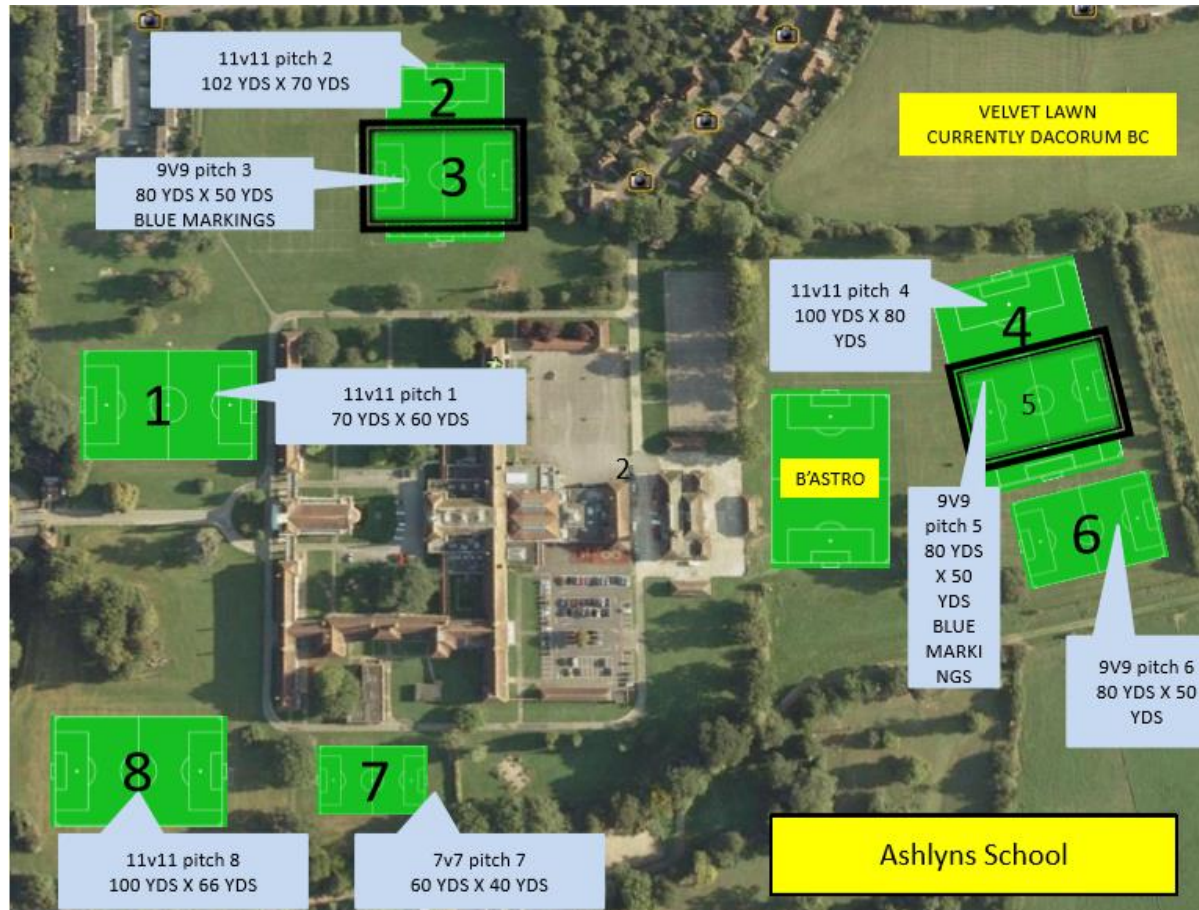 11v11 pitch 2
102 YDS X 70 YDS
2
VELVET LAWN
CURRENTLY DACORUM BC
9V9 pitch 3
80 YDS X 50 YDS
BLUE MARKINGS
3
11v11 pitch 4
100 YDS X 80
YDS
4
11v11 pitch 1
70 YDS X 60 YDS
1
5
2
B'ASTRO
9V9
pitch 5
80 YDS
X 50
YDS
BLUE
MARKI
NGS
6
9V9 pitch 6
80 YDS X 50
YDS
8
7
11v11 pitch 8
100 YDS X 66 YDS
7v7 pitch 7
60 YDS X 40 YDS
Ashlyns School